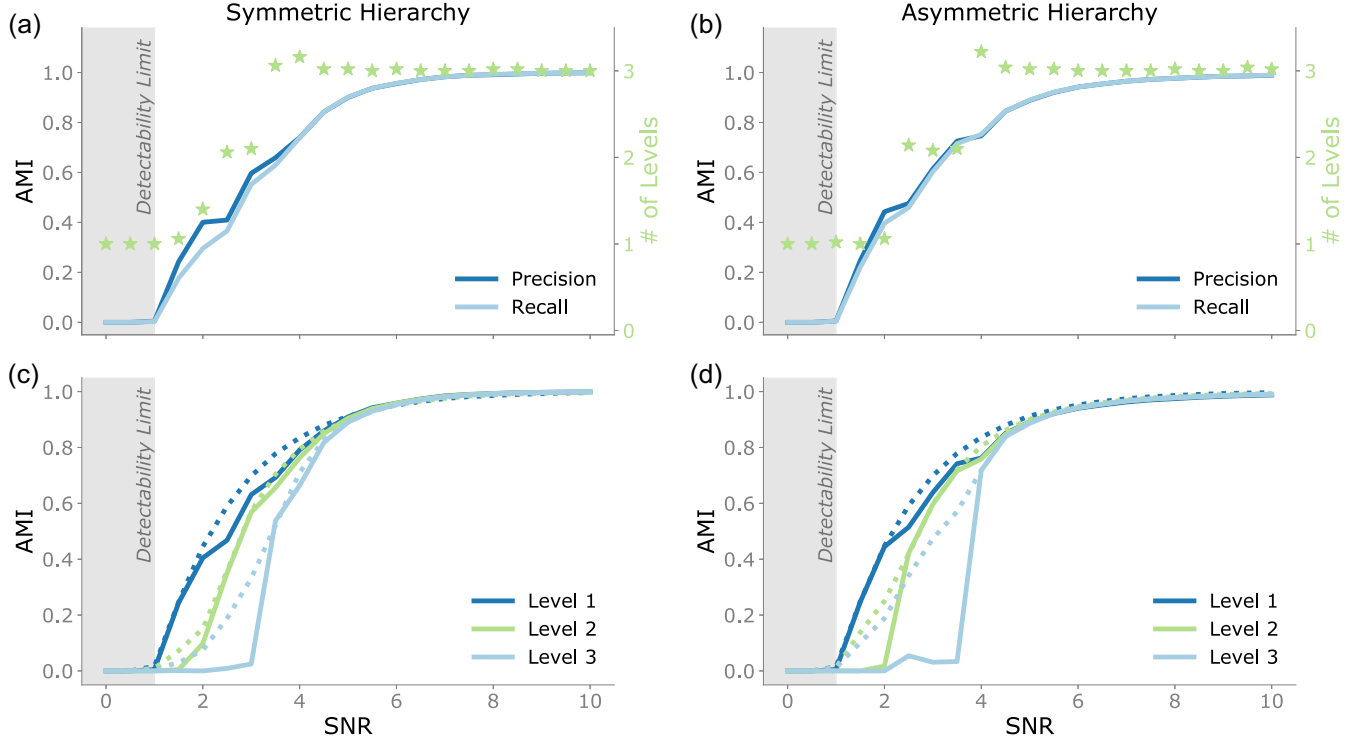 Symmetric Hierarchy
Asymmetric Hierarchy
(a)
AMI
1.0
0.8
0.6
0.4
0.2
0.0
Detectability Limit
Precision
Recall
3
2
1
0
# of Levels
(b)
AMI
1.0
0.8
0.6
0.4
0.2
0.0
Detectability Limit
Precision
Recall
3
2
1
0
# of Levels
(c)
AMI
1.0
0.8
0.6
0.4
0.2
0.0
Detectability Limit
Level 1
Level 2
Level 3
0 2 4 6 8 10
SNR
(d)
AMI
1.0
0.8
0.6
0.4
0.2
0.0
Detectability Limit
Level 1
Level 2
Level 3
0 2 4 6 8 10
SNR